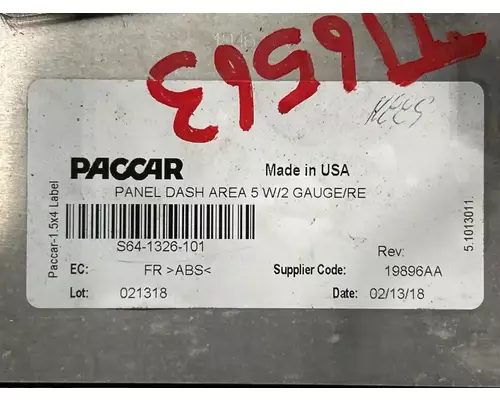 PACCAR
Made in USA
PANEL DASH AREA 5 W/2 GAUGE/RE
S64-1326-101
Rev:
EC: FR >ABS< Supplier Code: 19896AA
Lot: 021318 Date: 02/13/18
Paccar-1.5x4 Label
5.1013011.